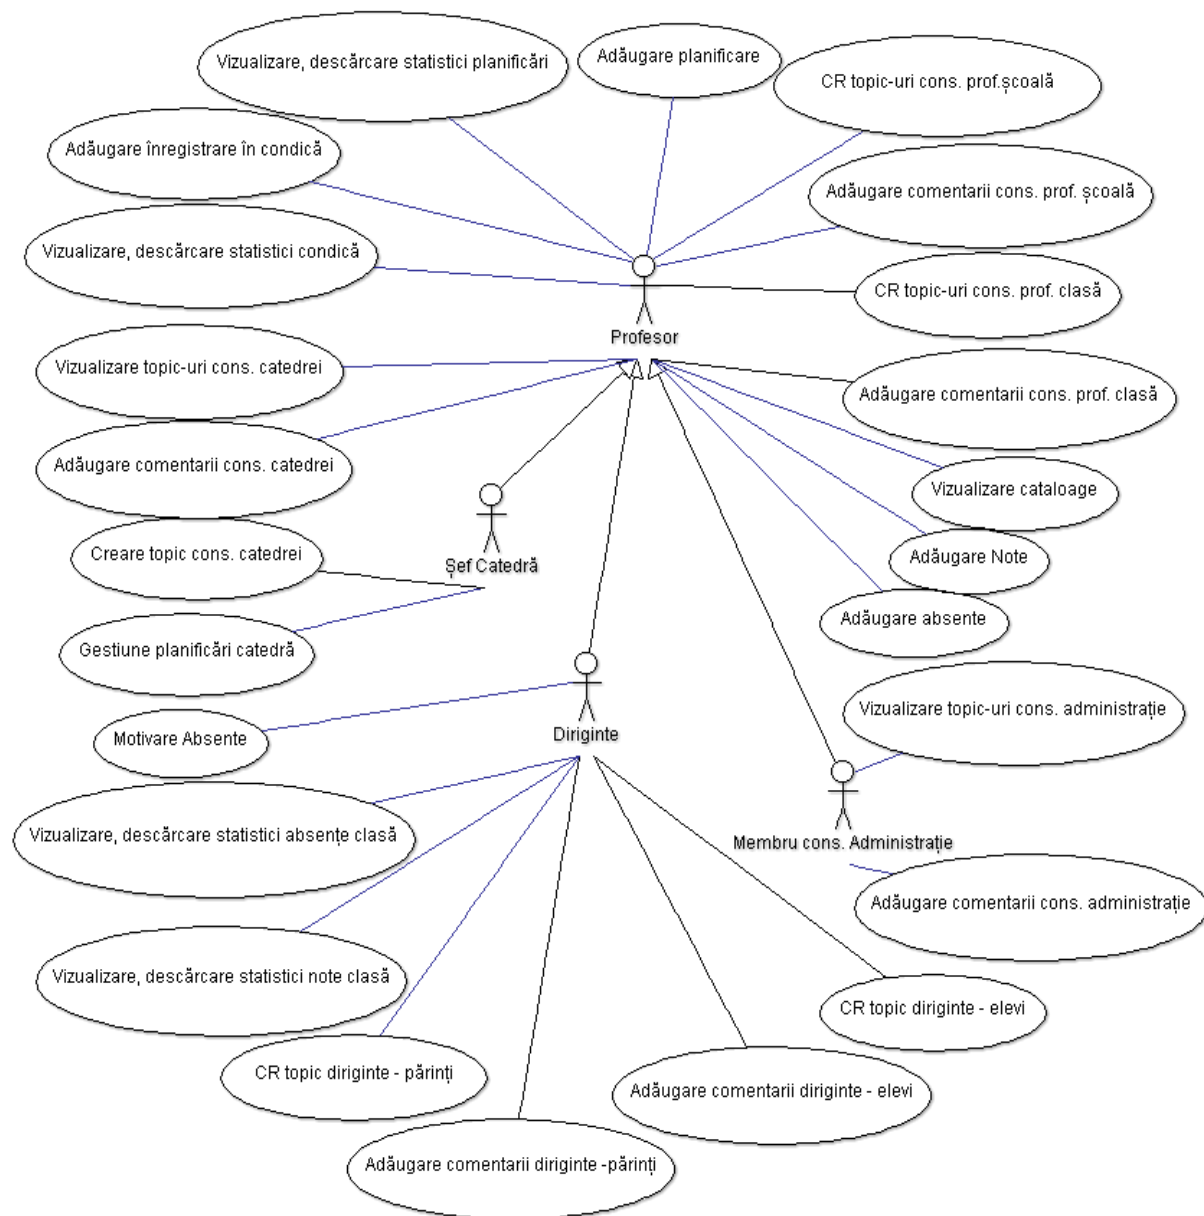 Vizualizare, descărcare statistici planificări
Adăugare planificare
CR topic-uri cons. prof.școală
Adăugare înregistrare în condică
Adăugare comentarii cons. prof. școală
Vizualizare, descărcare statistici condică
CR topic-uri cons. prof. clasă
Profesor
Vizualizare topic-uri cons. catedrei
Adăugare comentarii cons. prof. clasă
Adăugare comentarii cons. catedrei
Vizualizare cataloage
Creare topic cons. catedrei
Șef Catedră
Adăugare Note
Adăugare absente
Gestiune planificări catedră
Vizualizare topic-uri cons. administrație
Motivare Absente
Diriginte
Vizualizare, descărcare statistici absențe clasă
Membru cons. Administrație
Adăugare comentarii cons. administrație
Vizualizare, descărcare statistici note clasă
CR topic diriginte - elevi
CR topic diriginte - părinți
Adăugare comentarii diriginte - elevi
Adăugare comentarii diriginte -părinți